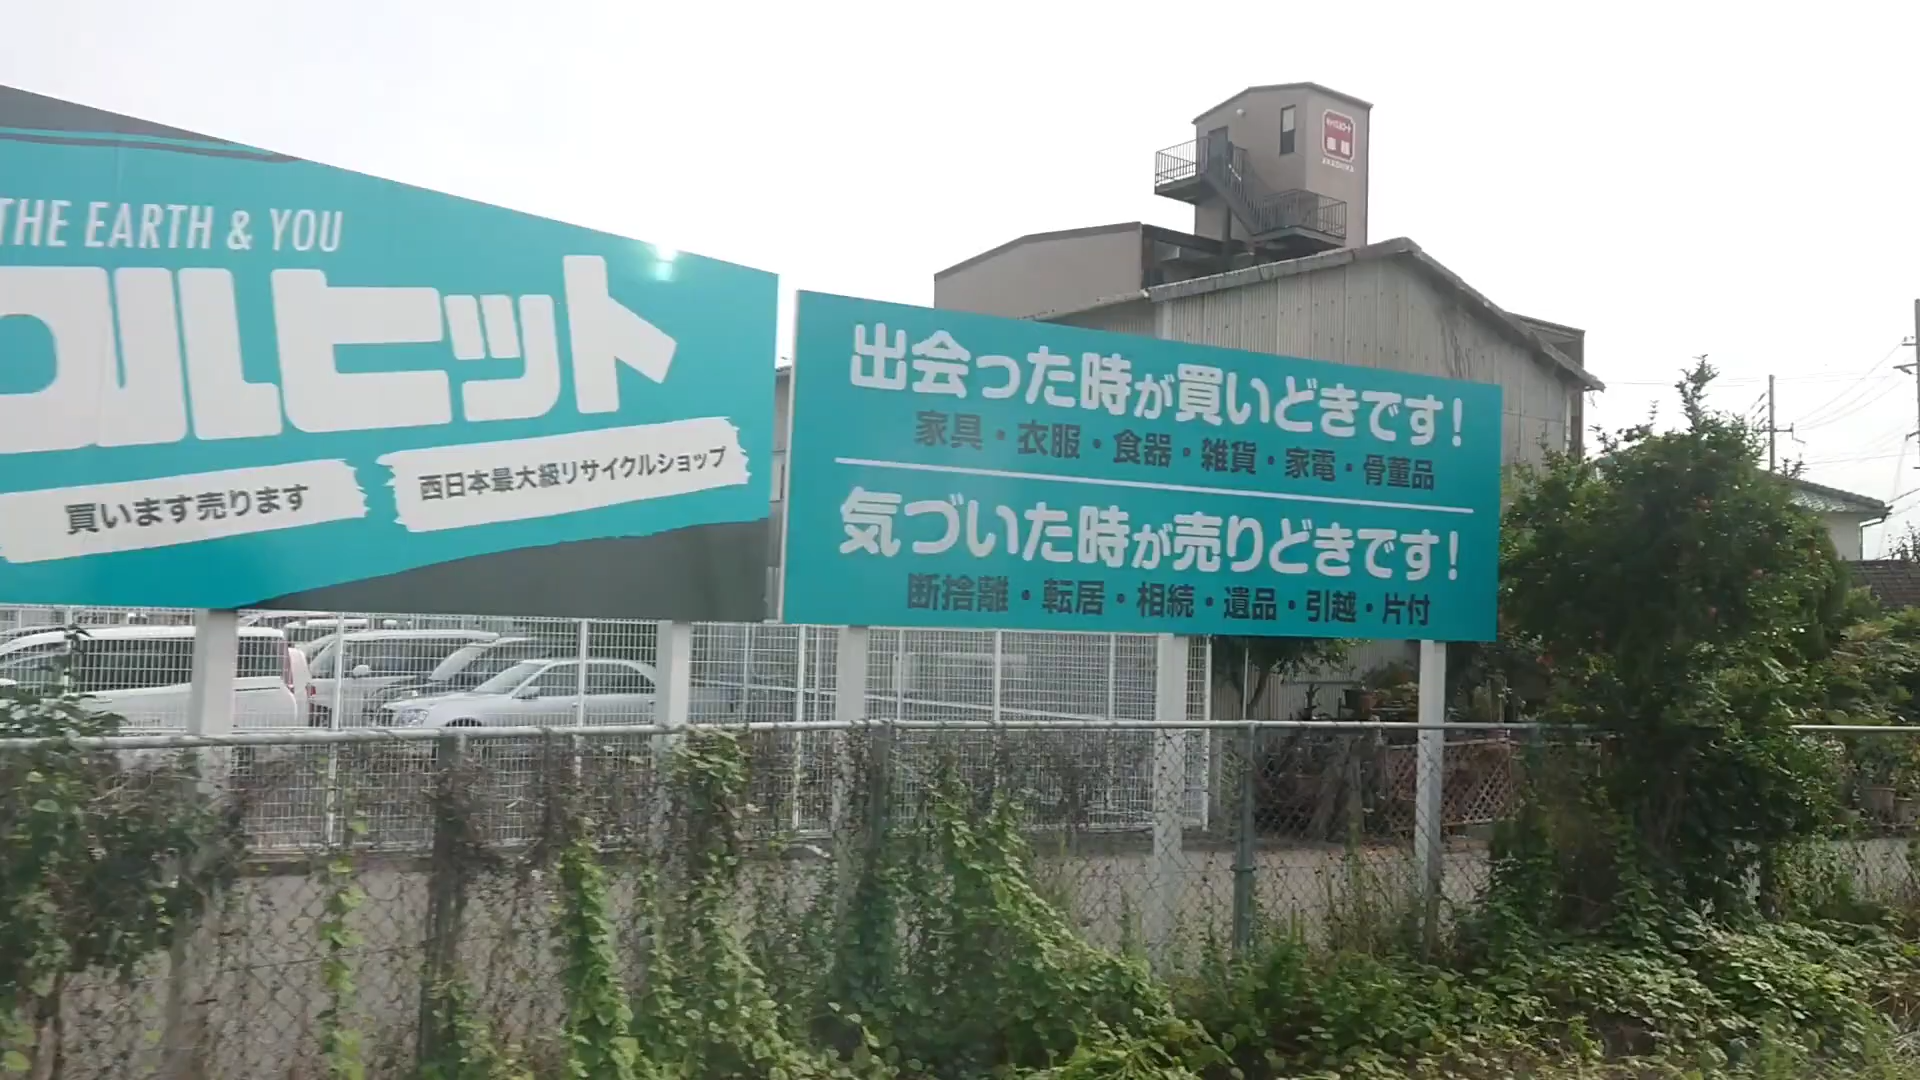 THE EARTH & YOU
コルヒット
買います売ります
西日本最大級リサイクルショップ
出会った時が買いどきです!
家具・衣服・食器・雑貨・家電・骨董品
気づいた時が売りどきです!
断捨離・転居・相続・遺品・引越・片付